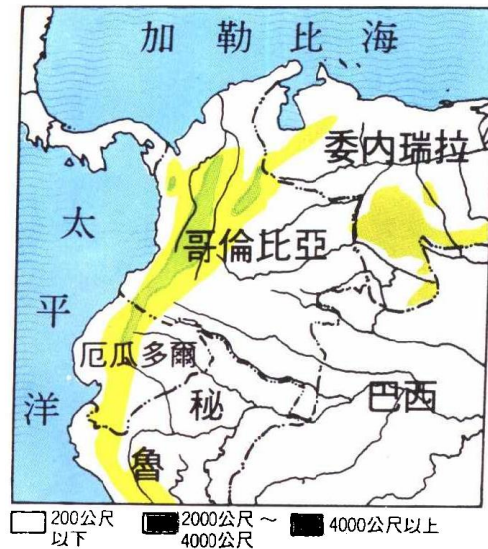 加勒比海
委內瑞拉
太平洋
哥倫比亞
厄瓜多爾
秘魯
巴西
200公尺
以下
2000公尺～
4000公尺
4000公尺以上